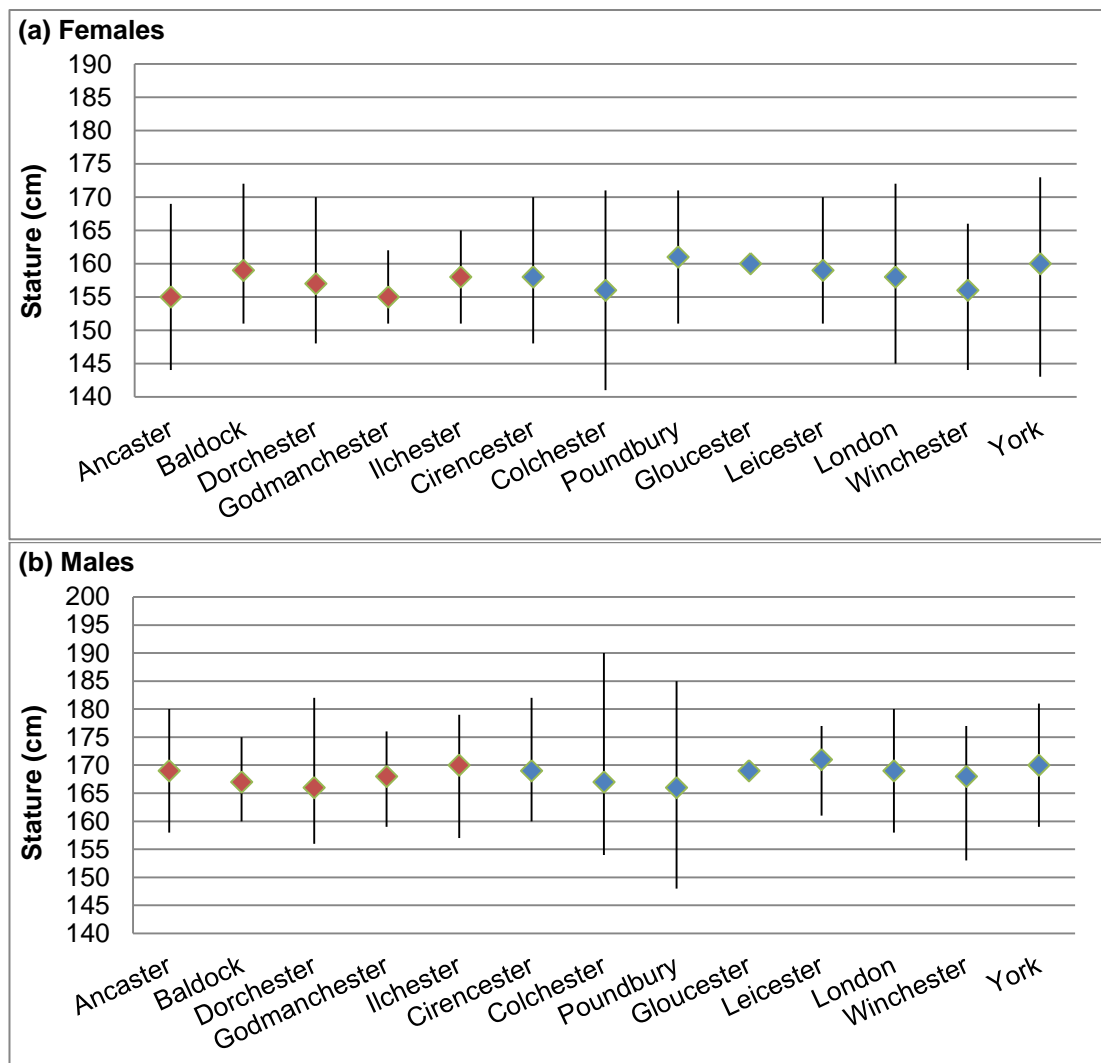 (a) Females
190
185
180
175
170
165
160
155
150
145
140
Stature (cm)
Ancaster
Baldock
Dorchester
Godmanchester
Ilchester
Cirencester
Colchester
Poundbury
Gloucester
Leicester
London
Winchester
York
(b) Males
200
195
190
185
180
175
170
165
160
155
150
145
140
Stature (cm)
Ancaster
Baldock
Dorchester
Godmanchester
Ilchester
Cirencester
Colchester
Poundbury
Gloucester
Leicester
London
Winchester
York